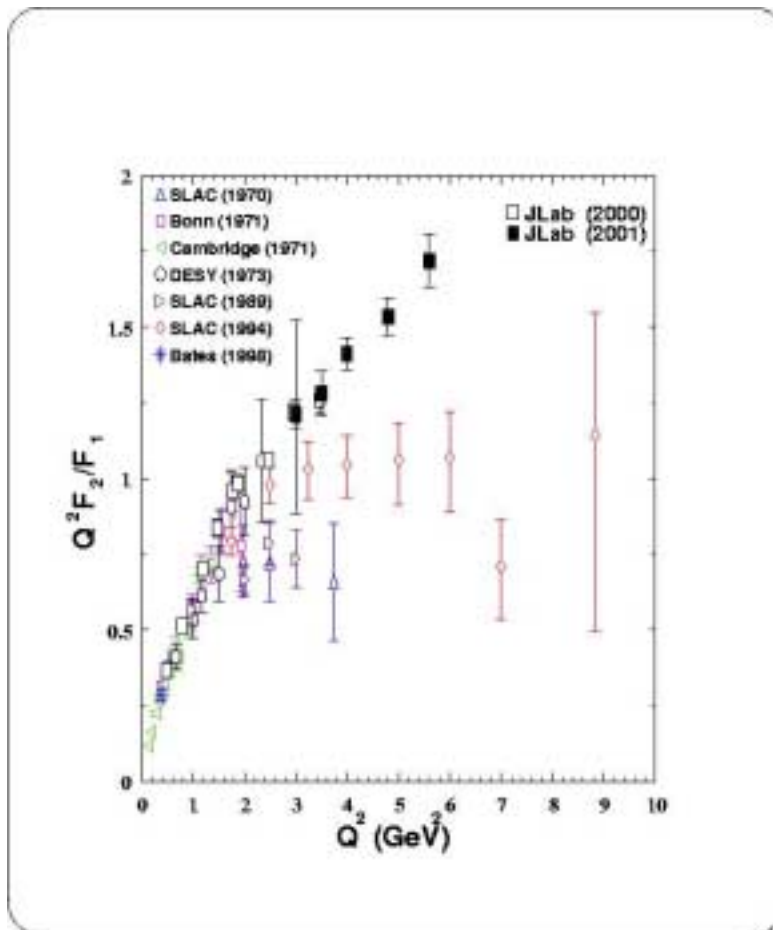 2
SLAC (1970)
Bonn (1971)
Cambridge (1971)
DESY (1973)
SLAC (1989)
SLAC (1994)
Bates (1998)
JLab (2000)
JLab (2001)
1.5
1
0.5
0
Q²F₂/F₁
0 1 2 3 4 5 6 7 8 9 10
Q² (GeV²)